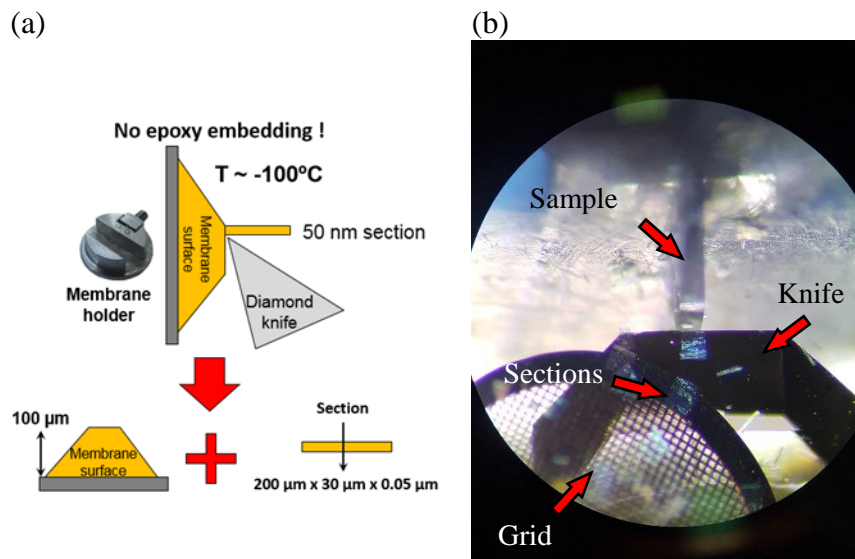 (a)
(b)
No epoxy embedding !
T ~ -100ºC
Membrane
surface
50 nm section
Diamond
knife
Membrane
holder
100 µm
Membrane
surface
Section
200 µm x 30 µm x 0.05 µm
Sample
Knife
Sections
Grid